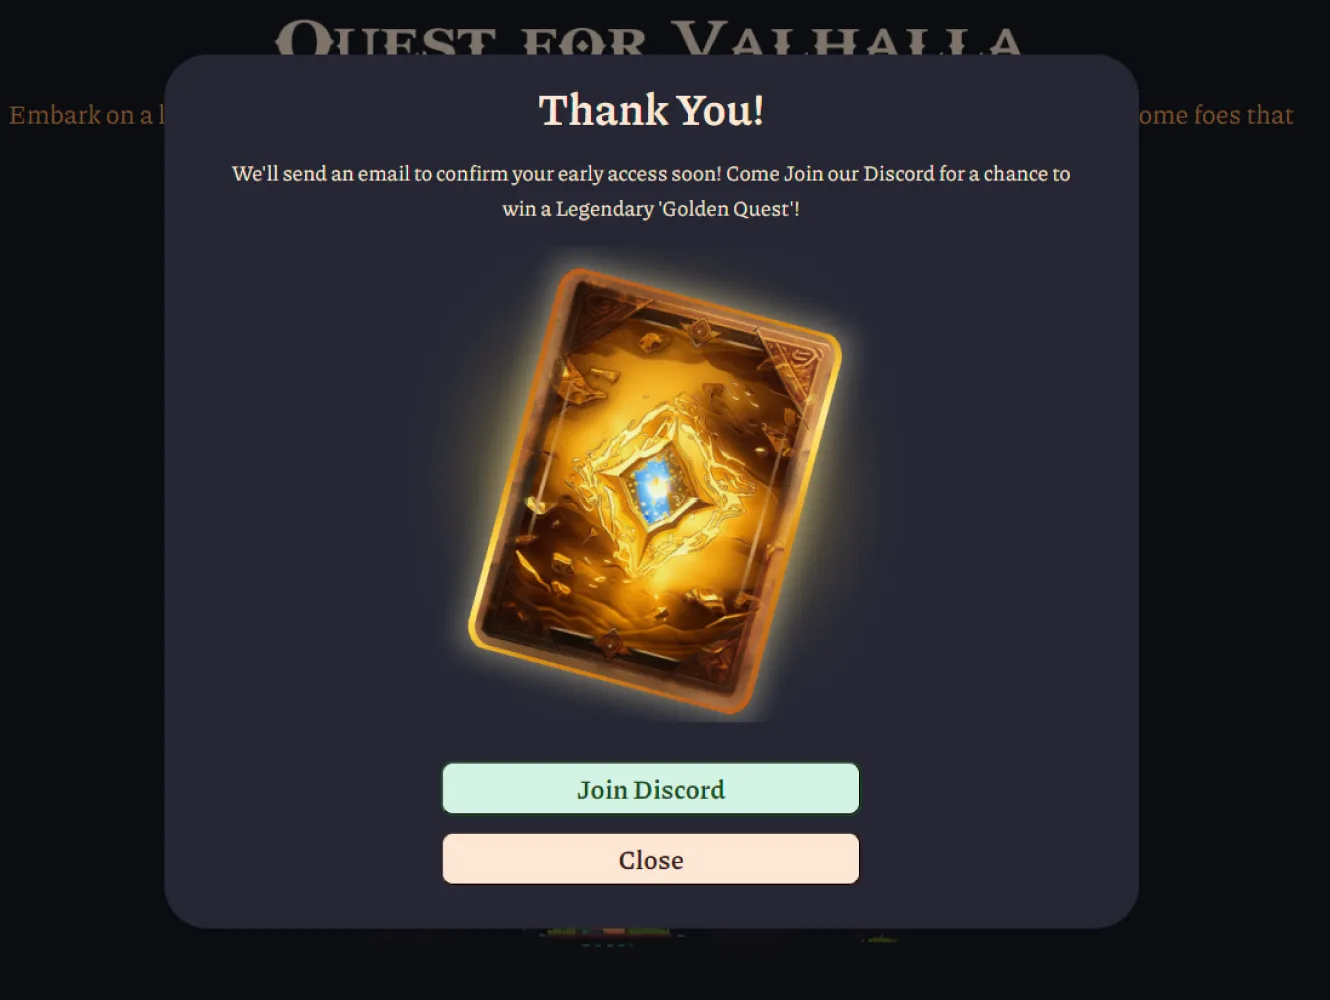 Quest for Valhalla
Embark on a
ome foes that
Thank You!
We'll send an email to confirm your early access soon! Come Join our Discord for a chance to
win a Legendary 'Golden Quest'!
Join Discord
Close